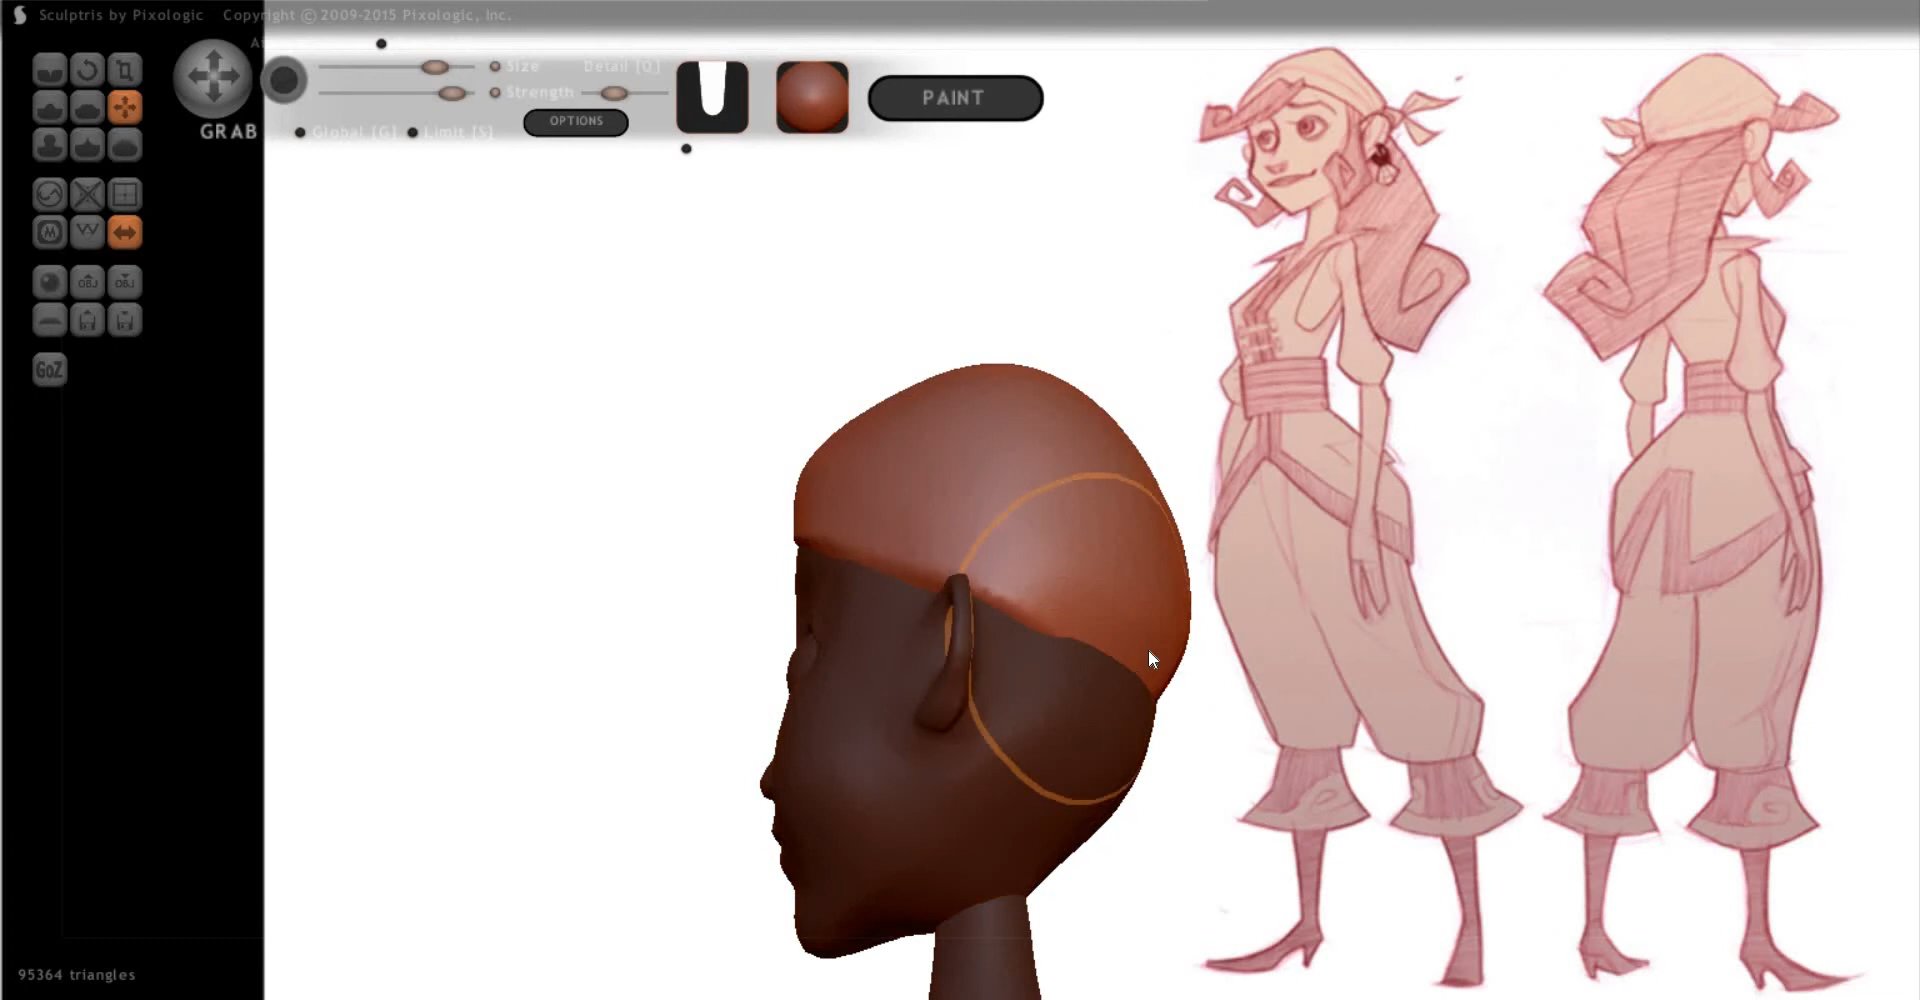 Sculptris by Pixologic Copyright © 2009-2015 Pixologic, Inc.
Size Detail [Q]
Strength
GRAB Global [G] Limit [S] OPTIONS
PAINT
OBJ OBJ
GoZ
95364 triangles